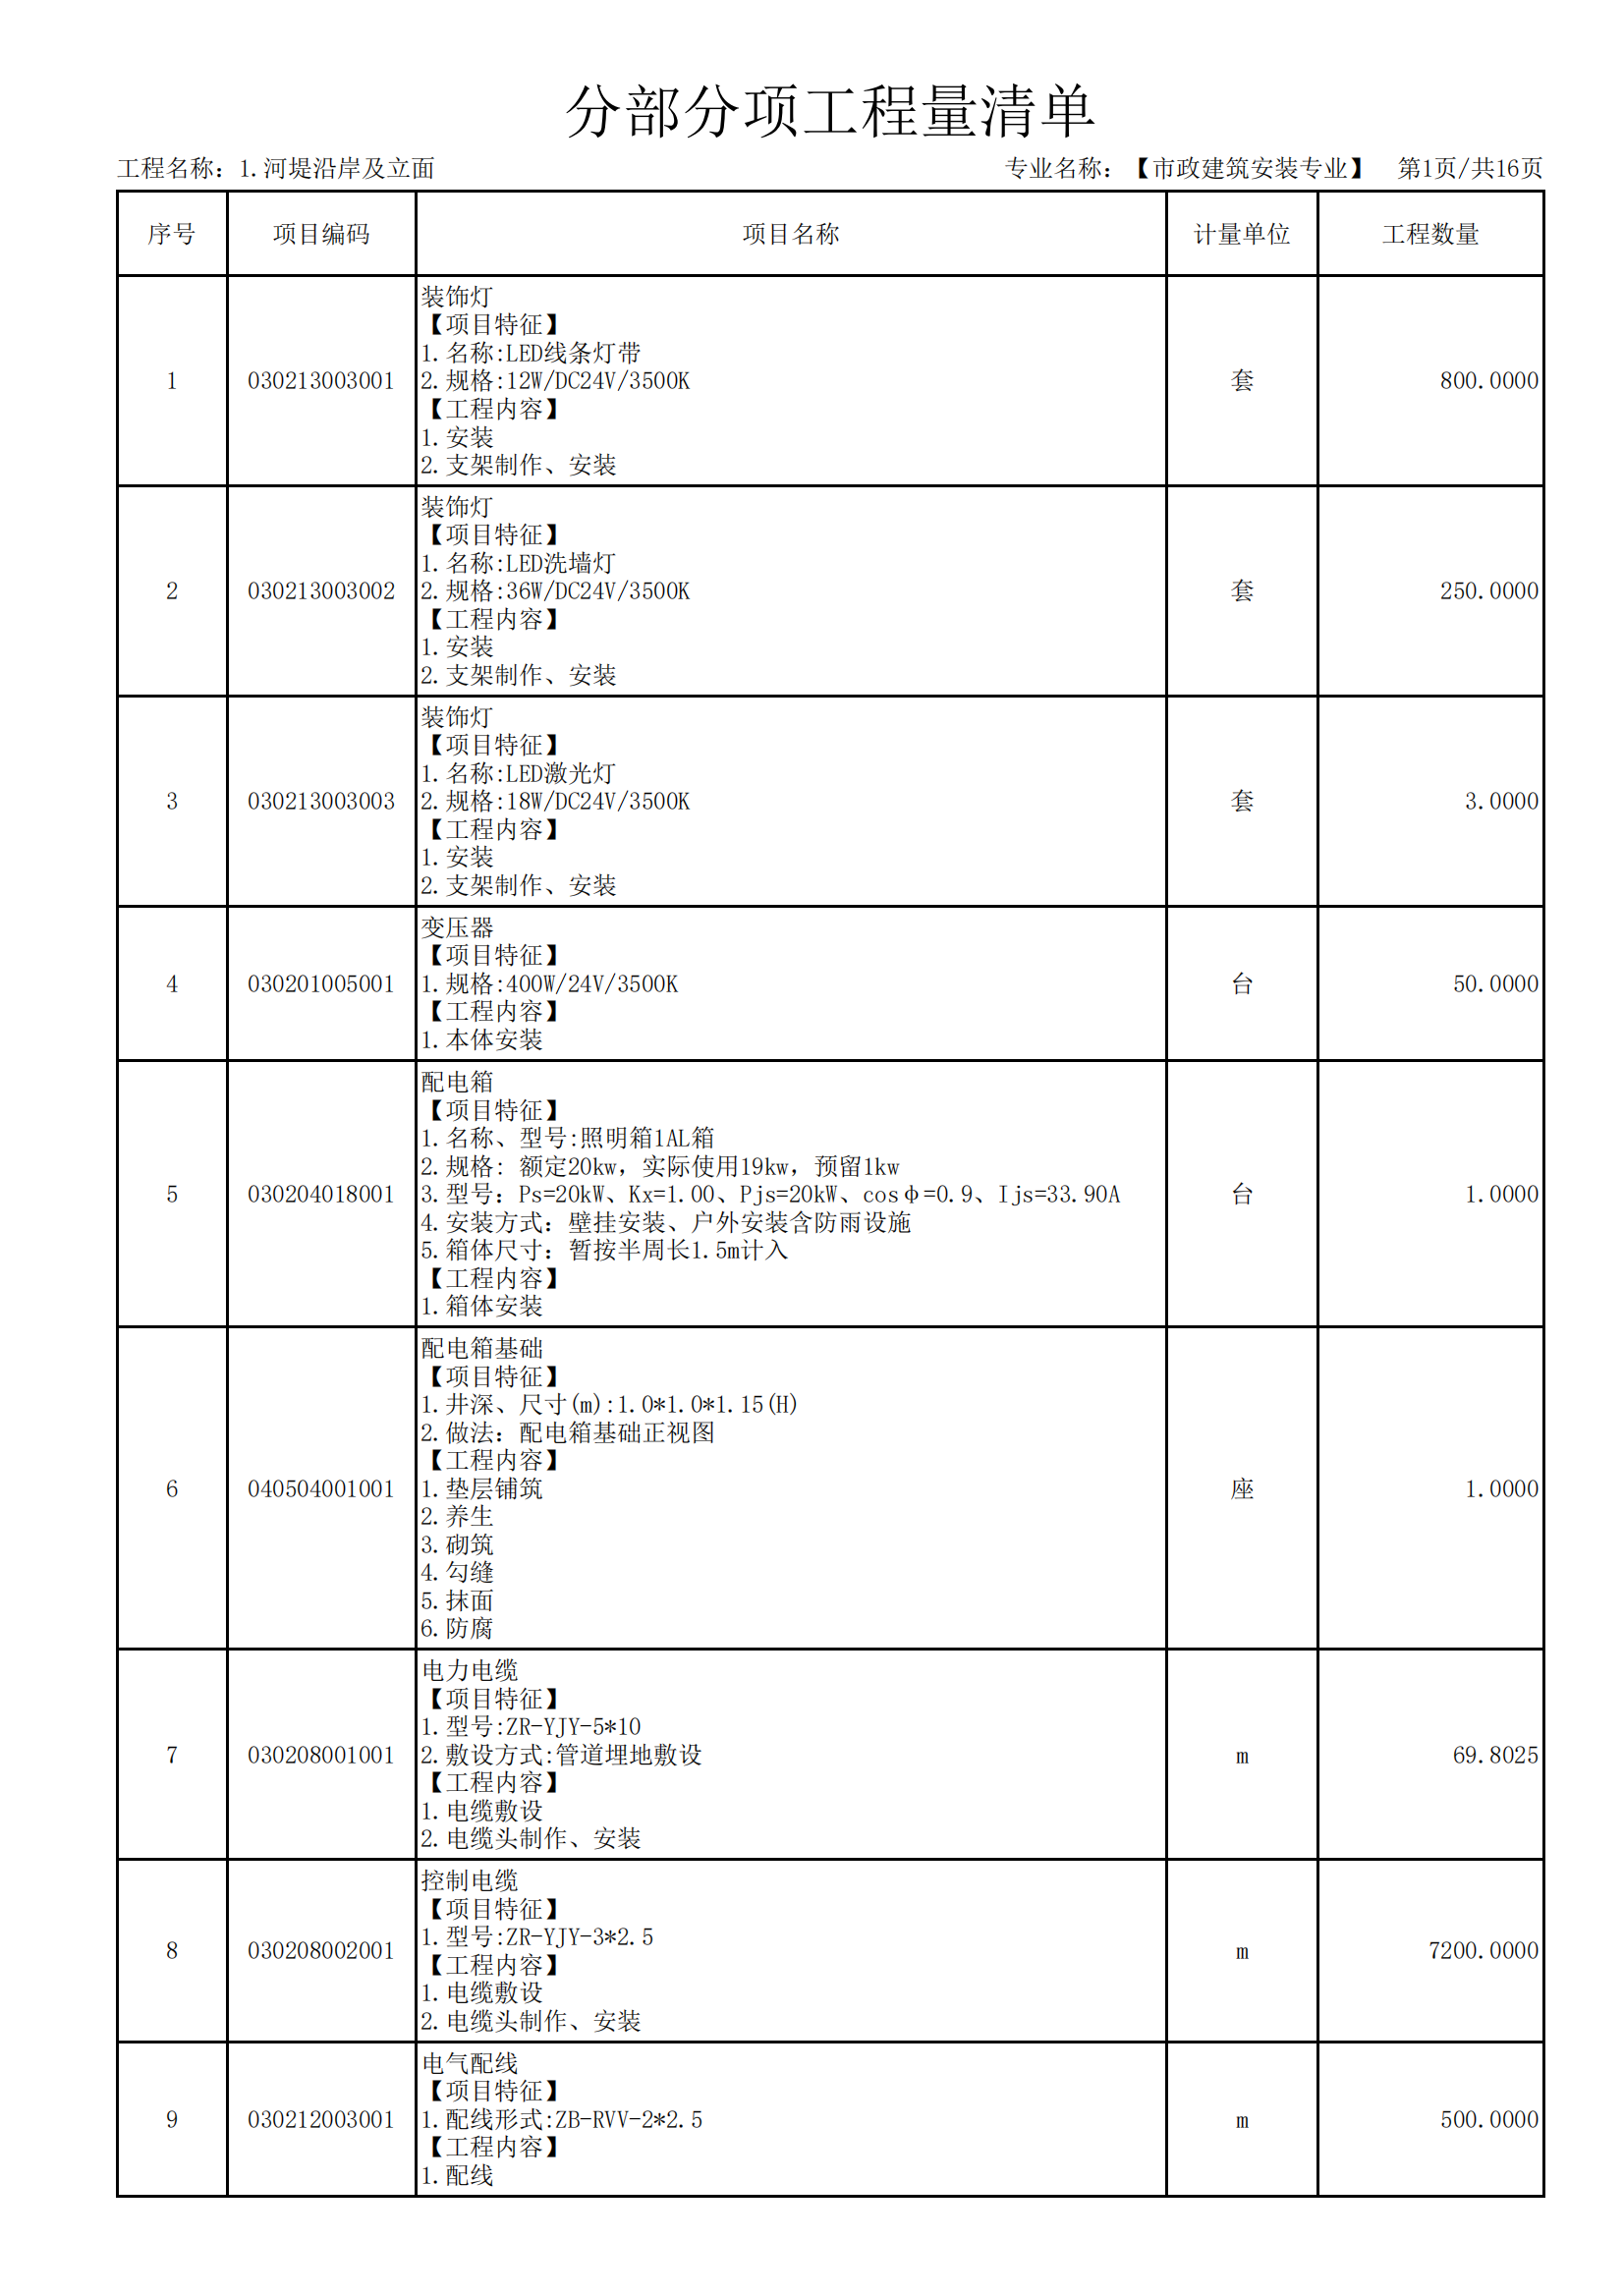 分部分项工程量清单
工程名称：1.河堤沿岸及立面 专业名称：【市政建筑安装专业】 第1页/共16页
序号 项目编码 项目名称 计量单位 工程数量
装饰灯
【项目特征】
1.名称:LED线条灯带
1 030213003001 2.规格:12W/DC24V/3500K 套 800.0000
【工程内容】
1.安装
2.支架制作、安装
装饰灯
【项目特征】
1.名称:LED洗墙灯
2 030213003002 2.规格:36W/DC24V/3500K 套 250.0000
【工程内容】
1.安装
2.支架制作、安装
装饰灯
【项目特征】
1.名称:LED激光灯
3 030213003003 2.规格:18W/DC24V/3500K 套 3.0000
【工程内容】
1.安装
2.支架制作、安装
变压器
【项目特征】
4 030201005001 1.规格:400W/24V/3500K 台 50.0000
【工程内容】
1.本体安装
配电箱
【项目特征】
1.名称、型号:照明箱1AL箱
2.规格: 额定20kw，实际使用19kw，预留1kw
5 030204018001 3.型号：Ps=20kW、Kx=1.00、Pjs=20kW、cosφ=0.9、Ijs=33.90A 台 1.0000
4.安装方式：壁挂安装、户外安装含防雨设施
5.箱体尺寸：暂按半周长1.5m计入
【工程内容】
1.箱体安装
配电箱基础
【项目特征】
1.井深、尺寸(m):1.0*1.0*1.15(H)
2.做法：配电箱基础正视图
【工程内容】
6 040504001001 1.垫层铺筑 座 1.0000
2.养生
3.砌筑
4.勾缝
5.抹面
6.防腐
电力电缆
【项目特征】
1.型号:ZR-YJY-5*10
7 030208001001 2.敷设方式:管道埋地敷设 m 69.8025
【工程内容】
1.电缆敷设
2.电缆头制作、安装
控制电缆
【项目特征】
1.型号:ZR-YJY-3*2.5
8 030208002001 【工程内容】 m 7200.0000
1.电缆敷设
2.电缆头制作、安装
电气配线
【项目特征】
9 030212003001 1.配线形式:ZB-RVV-2*2.5 m 500.0000
【工程内容】
1.配线